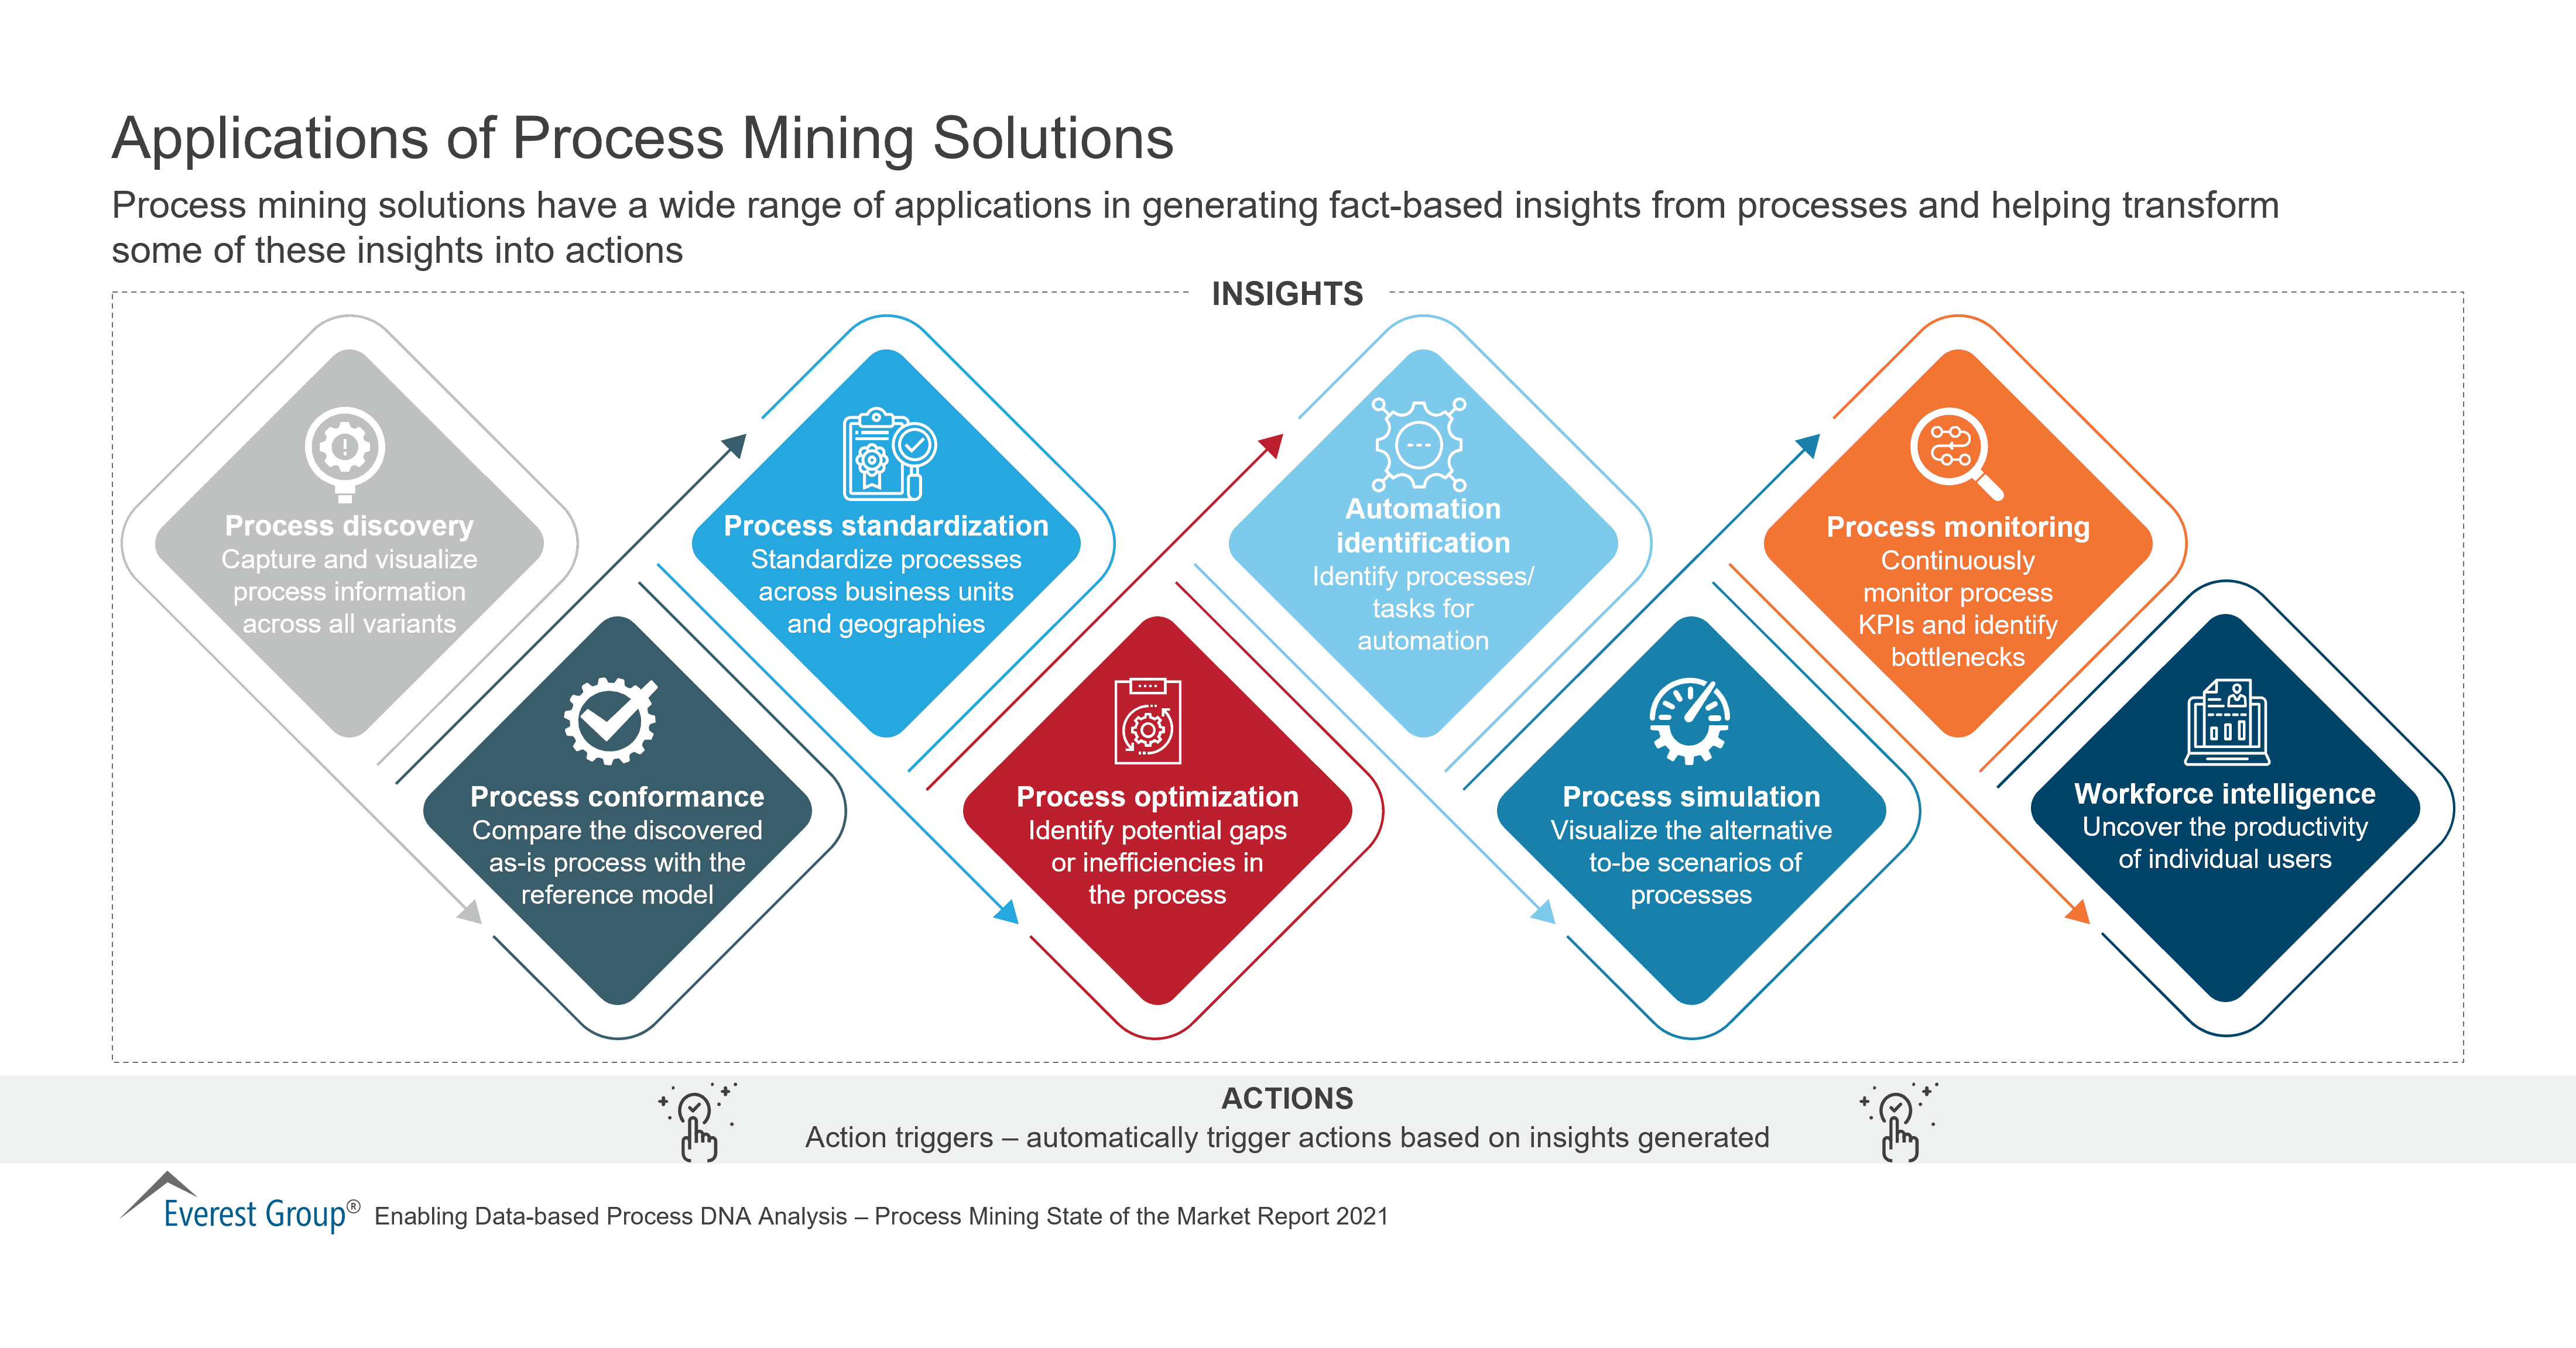 Applications of Process Mining Solutions
Process mining solutions have a wide range of applications in generating fact-based insights from processes and helping transform
some of these insights into actions
INSIGHTS
Process discovery
Capture and visualize
process information
across all variants
Process conformance
Compare the discovered
as-is process with the
reference model
Process standardization
Standardize processes
across business units
and geographies
Process optimization
Identify potential gaps
or inefficiencies in
the process
Automation
identification
Identify processes/
tasks for
automation
Process simulation
Visualize the alternative
to-be scenarios of
processes
Process monitoring
Continuously
monitor process
KPIs and identify
bottlenecks
Workforce intelligence
Uncover the productivity
of individual users
ACTIONS
Action triggers – automatically trigger actions based on insights generated
Everest Group® Enabling Data-based Process DNA Analysis – Process Mining State of the Market Report 2021